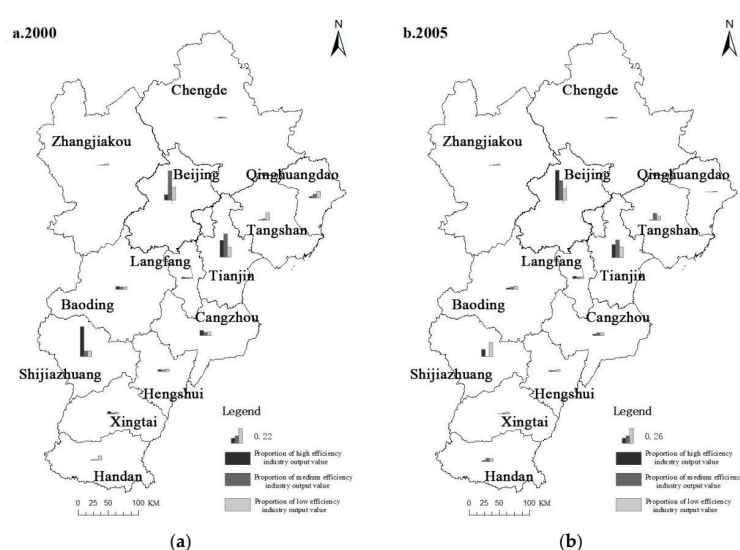 a.2000
N
Chengde
Zhangjiakou
Beijing
Qinghuangdao
Tangshan
Langfang
Tianjin
Baoding
Cangzhou
Shijiazhuang
Hengshui
Legend
Xingtai
0.22
Proportion of high efficiency
industry output value
Handan
Proportion of medium efficiency
industry output value
Proportion of low efficiency
industry output value
0 25 50 100 KM
(a)
b.2005
N
Chengde
Zhangjiakou
Beijing
Qinghuangdao
Tangshan
Langfang
Tianjin
Baoding
Cangzhou
Shijiazhuang
Hengshui
Legend
Xingtai
0.26
Proportion of high efficiency
industry output value
Handan
Proportion of medium efficiency
industry output value
Proportion of low efficiency
industry output value
0 25 50 100 KM
(b)